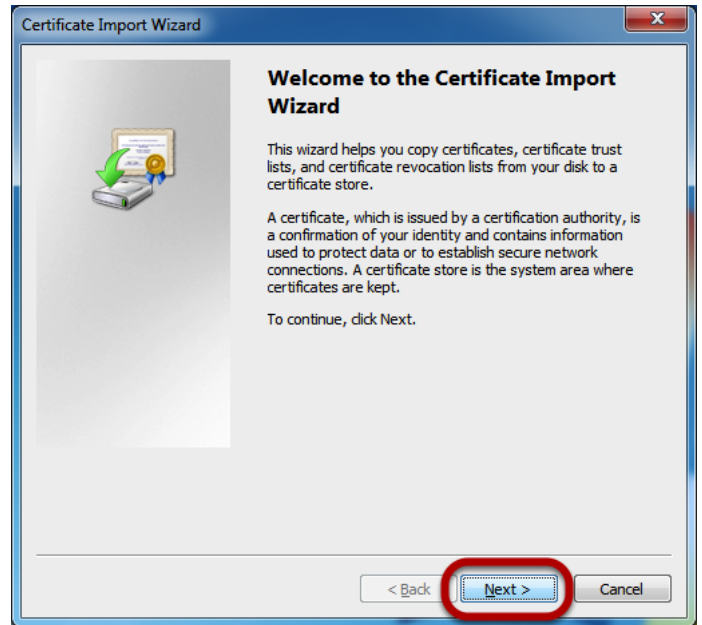 Certificate Import Wizard
Welcome to the Certificate Import
Wizard
This wizard helps you copy certificates, certificate trust
lists, and certificate revocation lists from your disk to a
certificate store.
A certificate, which is issued by a certification authority, is
a confirmation of your identity and contains information
used to protect data or to establish secure network
connections. A certificate store is the system area where
certificates are kept.
To continue, click Next.
< Back Next > Cancel